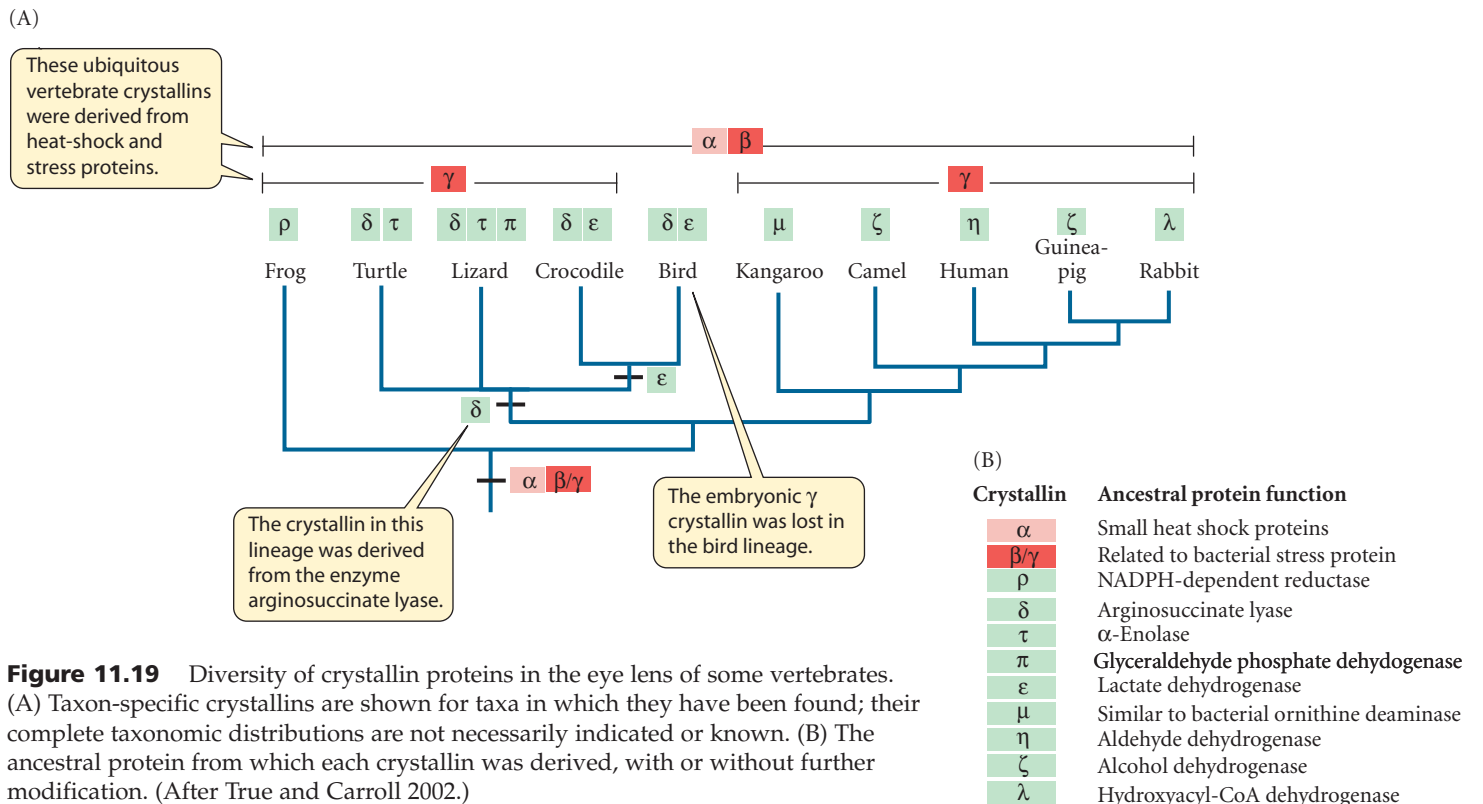 (A)
These ubiquitous
vertebrate crystallins
were derived from
heat-shock and
stress proteins.
α β
γ γ
ρ δ τ δ τ π δ ε δ ε μ ζ η ζ λ
Frog Turtle Lizard Crocodile Bird Kangaroo Camel Human Guinea-
pig Rabbit
ε
δ
α β/γ
The crystallin in this
lineage was derived
from the enzyme
arginosuccinate lyase.
The embryonic γ
crystallin was lost in
the bird lineage.
(B)
Crystallin Ancestral protein function
α Small heat shock proteins
β/γ Related to bacterial stress protein
ρ NADPH-dependent reductase
δ Arginosuccinate lyase
τ α-Enolase
π Glyceraldehyde phosphate dehydogenase
ε Lactate dehydrogenase
μ Similar to bacterial ornithine deaminase
η Aldehyde dehydrogenase
ζ Alcohol dehydrogenase
λ Hydroxyacyl-CoA dehydrogenase
Figure 11.19 Diversity of crystallin proteins in the eye lens of some vertebrates.
(A) Taxon-specific crystallins are shown for taxa in which they have been found; their
complete taxonomic distributions are not necessarily indicated or known. (B) The
ancestral protein from which each crystallin was derived, with or without further
modification. (After True and Carroll 2002.)